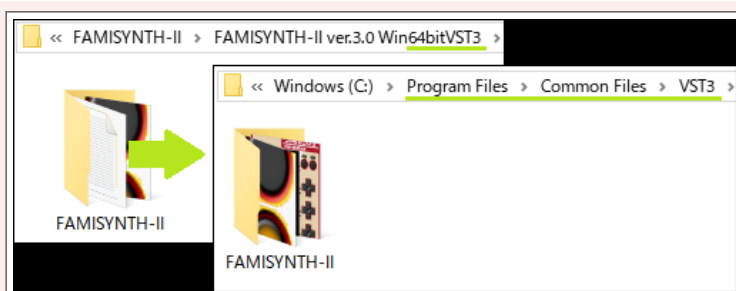 « FAMISYNTH-II > FAMISYNTH-II ver.3.0 Win64bitVST3 >
« Windows (C:) > Program Files > Common Files > VST3 >
FAMISYNTH-II
FAMISYNTH-II